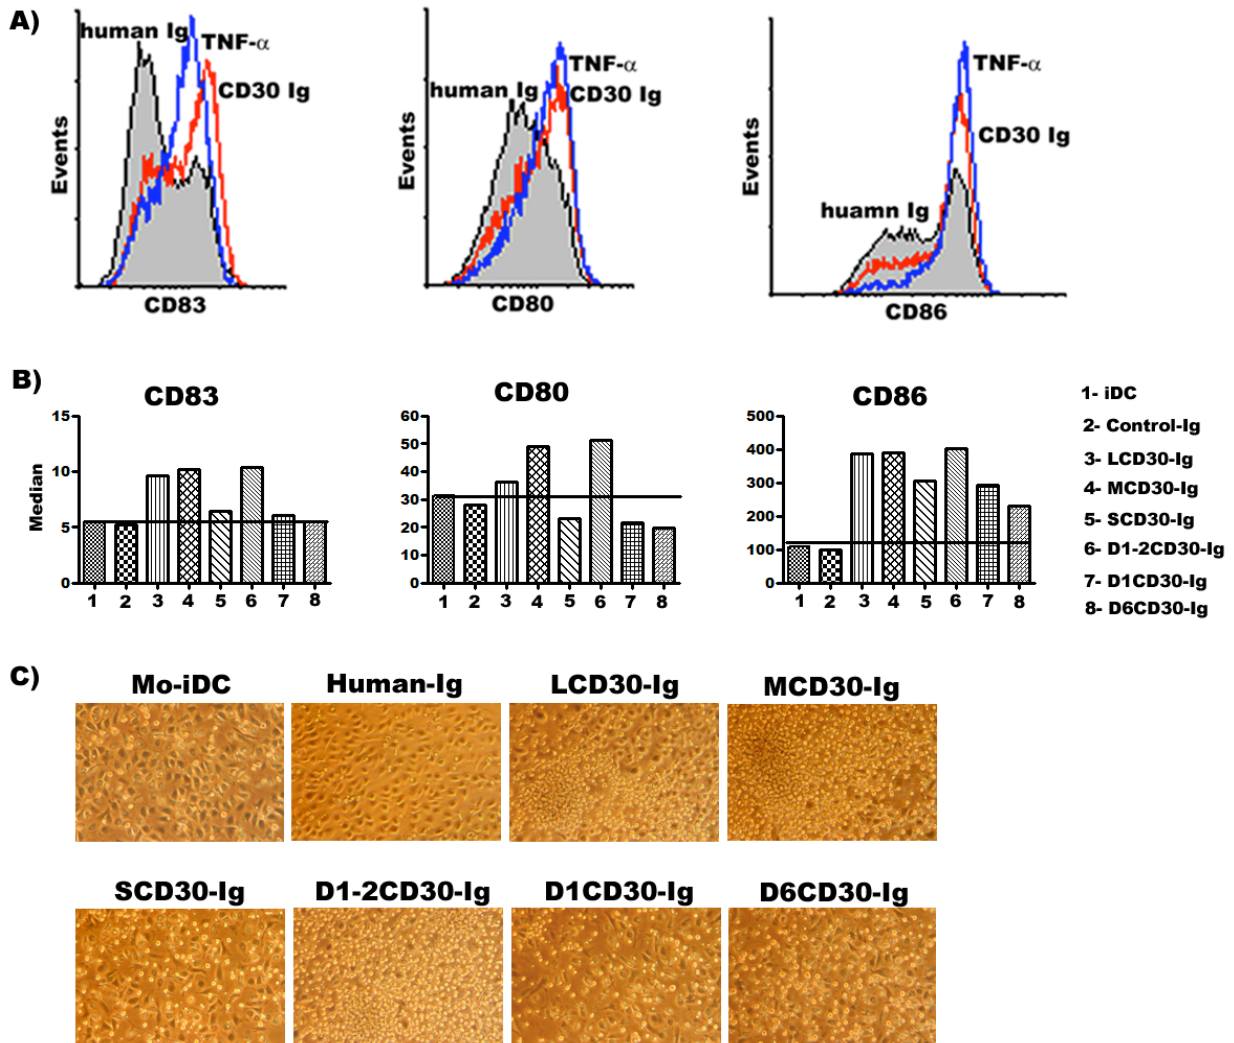 A)
human Ig
TNF-α
CD30 Ig
Events
CD83
human Ig
TNF-α
CD30 Ig
Events
CD80
huamn Ig
TNF-α
CD30 Ig
Events
CD86
B)
CD83
15
10
5
0
Median
1 2 3 4 5 6 7 8
CD80
60
50
40
30
20
10
0
1 2 3 4 5 6 7 8
CD86
500
400
300
200
100
0
1 2 3 4 5 6 7 8
1- iDC
2- Control-Ig
3- LCD30-Ig
4- MCD30-Ig
5- SCD30-Ig
6- D1-2CD30-Ig
7- D1CD30-Ig
8- D6CD30-Ig
C)
Mo-iDC
Human-Ig
LCD30-Ig
MCD30-Ig
SCD30-Ig
D1-2CD30-Ig
D1CD30-Ig
D6CD30-Ig